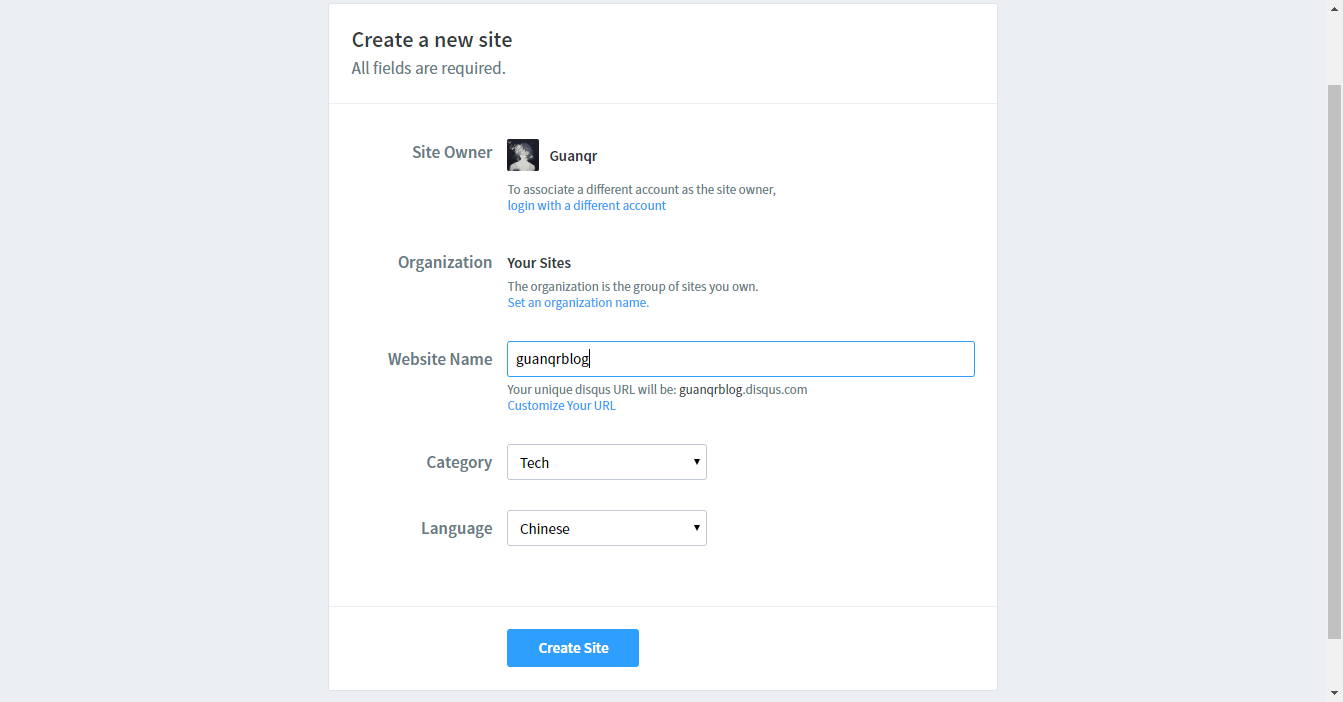 Create a new site
All fields are required.
Site Owner
Guanqr
To associate a different account as the site owner,
login with a different account
Organization
Your Sites
The organization is the group of sites you own.
Set an organization name.
Website Name
guanqrblog
Your unique disqus URL will be: guanqrblog.disqus.com
Customize Your URL
Category
Tech
Language
Chinese
Create Site